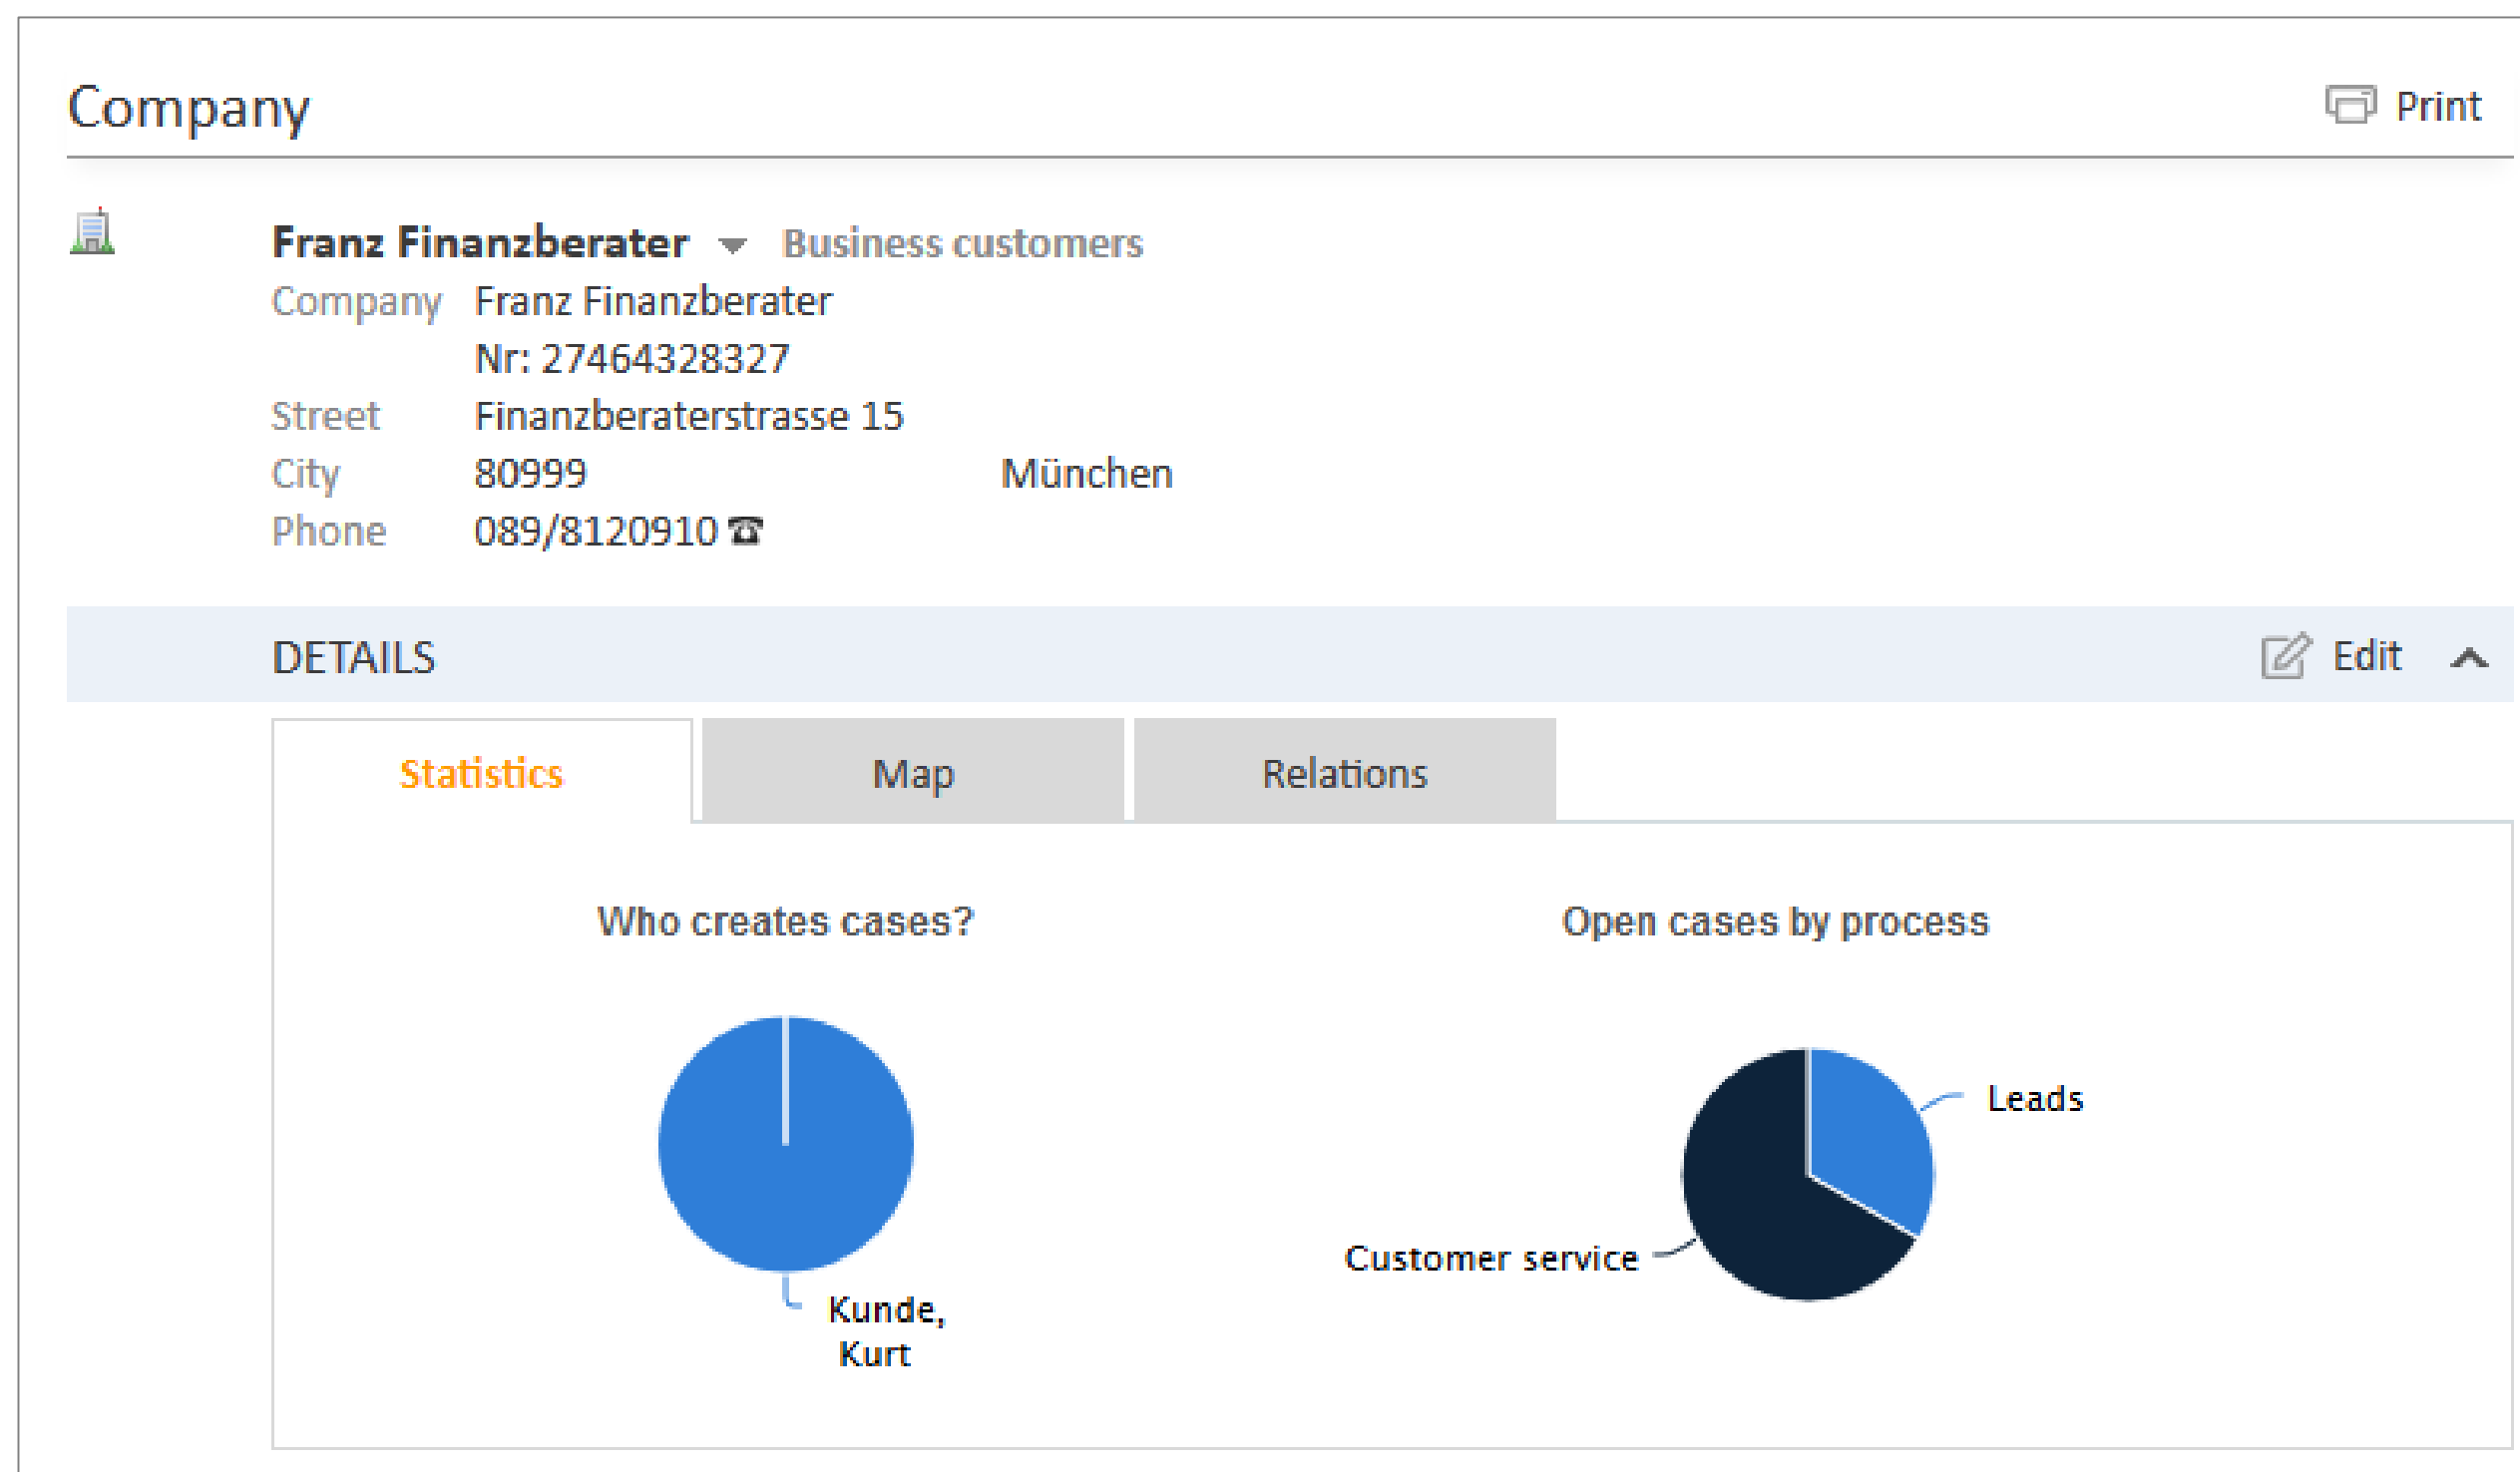 Company
Print
Franz Finanzberater Business customers
Company Franz Finanzberater
Nr: 27464328327
Street Finanzberaterstrasse 15
City 80999 München
Phone 089/8120910 ☎
DETAILS
Edit
Statistics Map Relations
Who creates cases?
Kunde,
Kurt
Open cases by process
Leads
Customer service